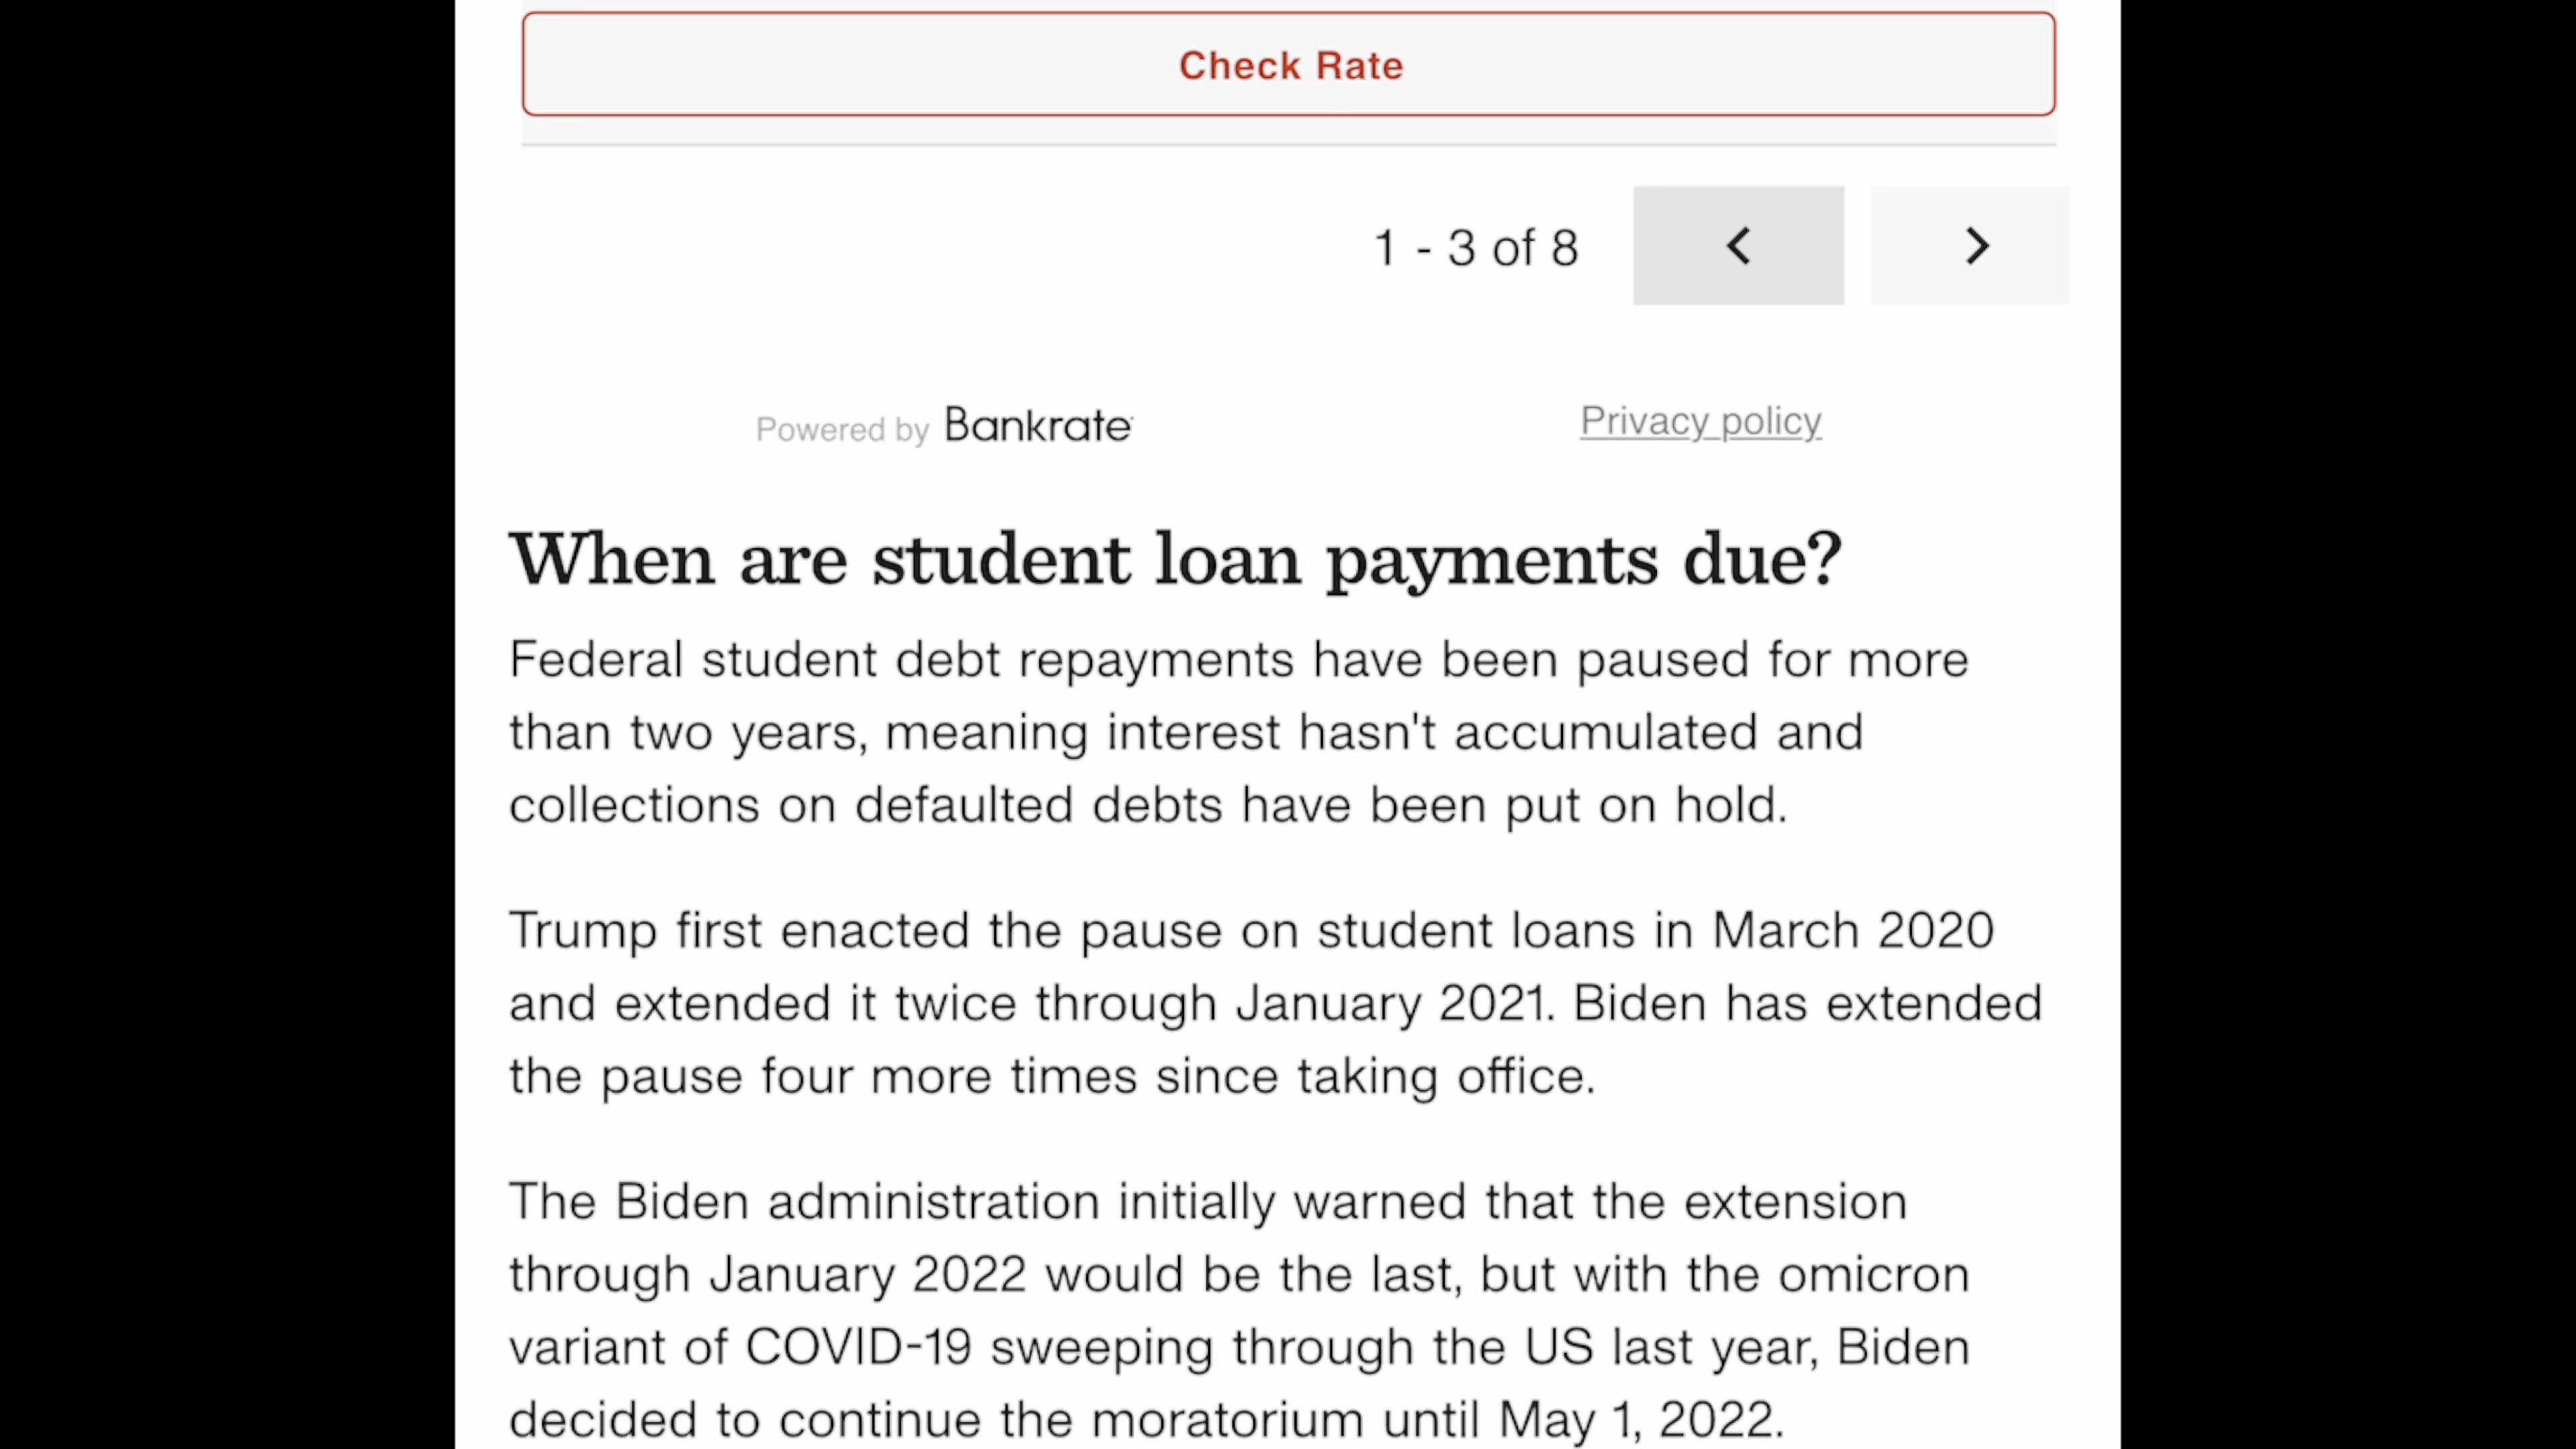 Check Rate
1 - 3 of 8
Powered by Bankrate
Privacy policy
When are student loan payments due?
Federal student debt repayments have been paused for more
than two years, meaning interest hasn't accumulated and
collections on defaulted debts have been put on hold.
Trump first enacted the pause on student loans in March 2020
and extended it twice through January 2021. Biden has extended
the pause four more times since taking office.
The Biden administration initially warned that the extension
through January 2022 would be the last, but with the omicron
variant of COVID-19 sweeping through the US last year, Biden
decided to continue the moratorium until May 1, 2022.